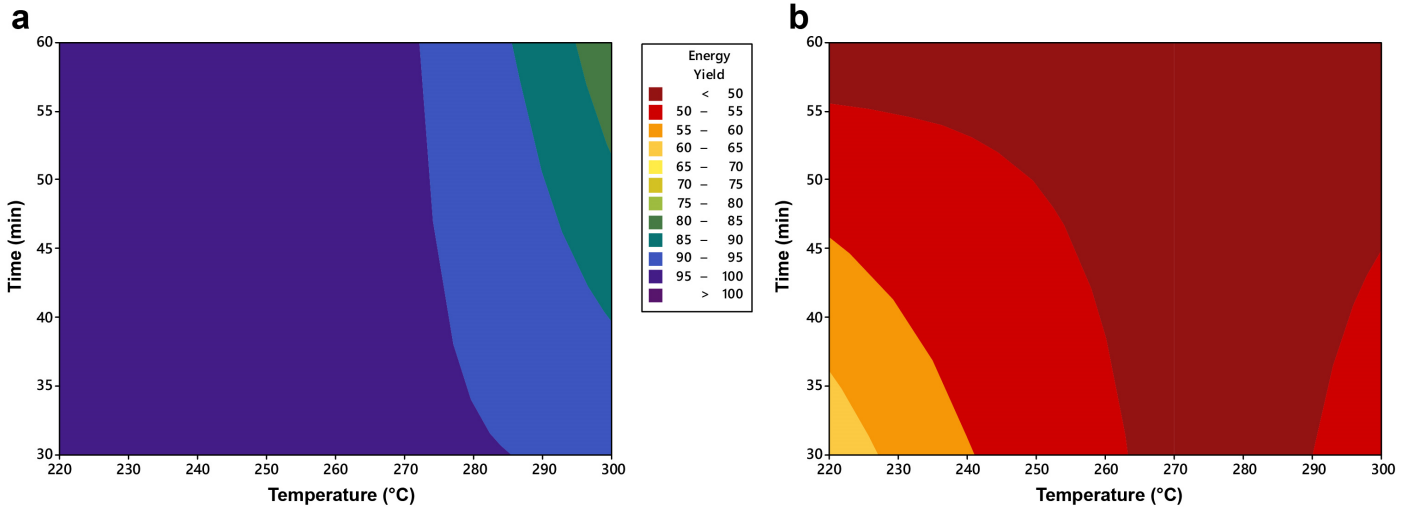 a
60
55
50
45
40
35
30
Time (min)
220 230 240 250 260 270 280 290 300
Temperature (°C)
Energy
Yield
< 50
50 – 55
55 – 60
60 – 65
65 – 70
70 – 75
75 – 80
80 – 85
85 – 90
90 – 95
95 – 100
> 100
b
60
55
50
45
40
35
30
Time (min)
220 230 240 250 260 270 280 290 300
Temperature (°C)